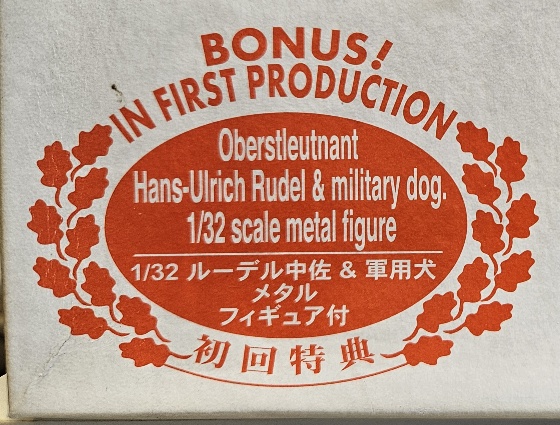 BONUS!
IN FIRST PRODUCTION
Oberstleutnant
Hans-Ulrich Rudel & military dog.
1/32 scale metal figure
1/32 ルーデル中佐 & 軍用犬
メタル
フィギュア付
初回特典